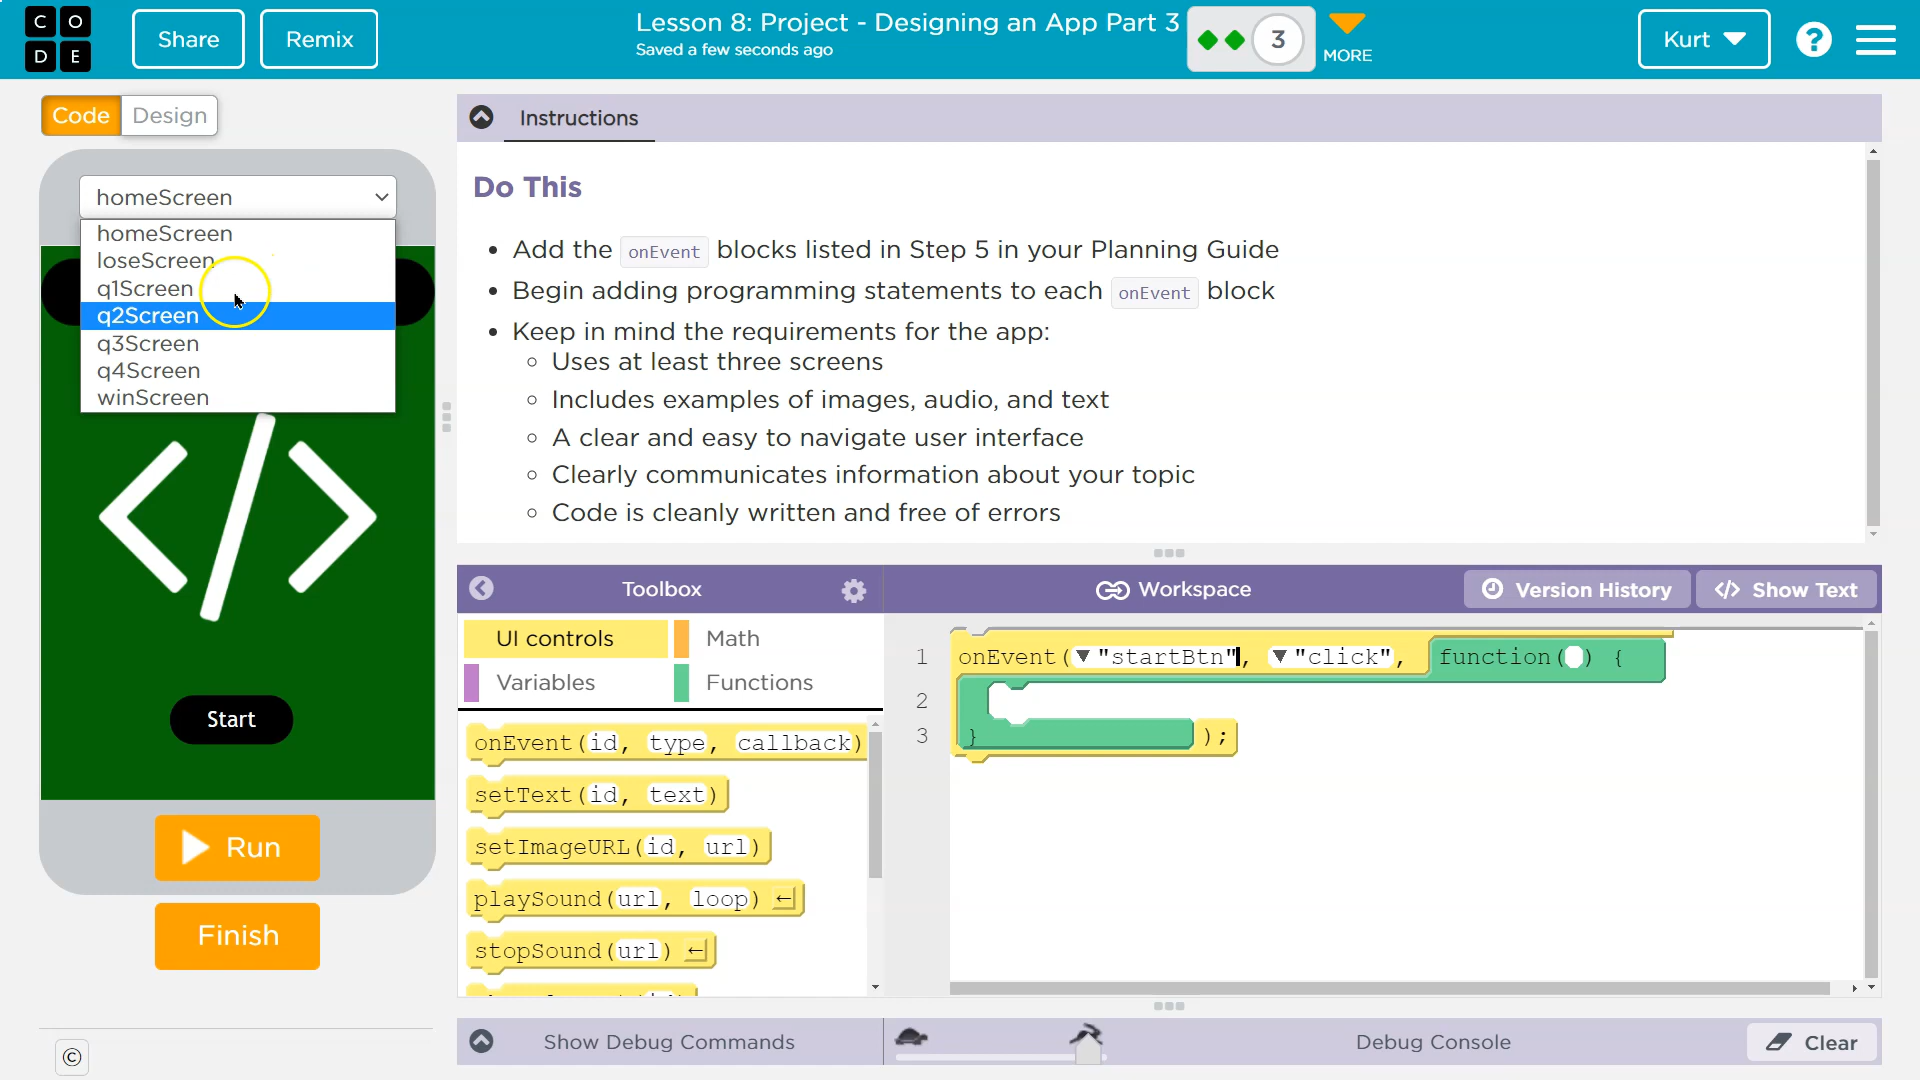 CODE
Share
Remix
Lesson 8: Project - Designing an App Part 3
Saved a few seconds ago
3
MORE
Kurt
?
Code
Design
homeScreen
homeScreen
loseScreen
q1Screen
q2Screen
q3Screen
q4Screen
winScreen
</>
Start
Run
Finish
©
Instructions
Do This
Add the onEvent blocks listed in Step 5 in your Planning Guide
Begin adding programming statements to each onEvent block
Keep in mind the requirements for the app:
Uses at least three screens
Includes examples of images, audio, and text
A clear and easy to navigate user interface
Clearly communicates information about your topic
Code is cleanly written and free of errors
Toolbox
UI controls
Math
Variables
Functions
onEvent(id, type, callback)
setText(id, text)
setImageURL(id, url)
playSound(url, loop)
stopSound(url)
Workspace
Version History
</> Show Text
1 onEvent(▼"startBtn", ▼"click", function() {
2
3 } );
Show Debug Commands
Debug Console
Clear